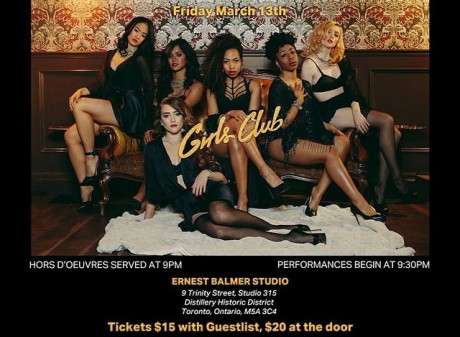 Friday March 13th
Girls Club
HORS D'OEUVRES SERVED AT 9PM
PERFORMANCES BEGIN AT 9:30PM
ERNEST BALMER STUDIO
9 Trinity Street, Studio 315
Distillery Historic District
Toronto, Ontario, M5A 3C4
Tickets $15 with Guestlist, $20 at the door